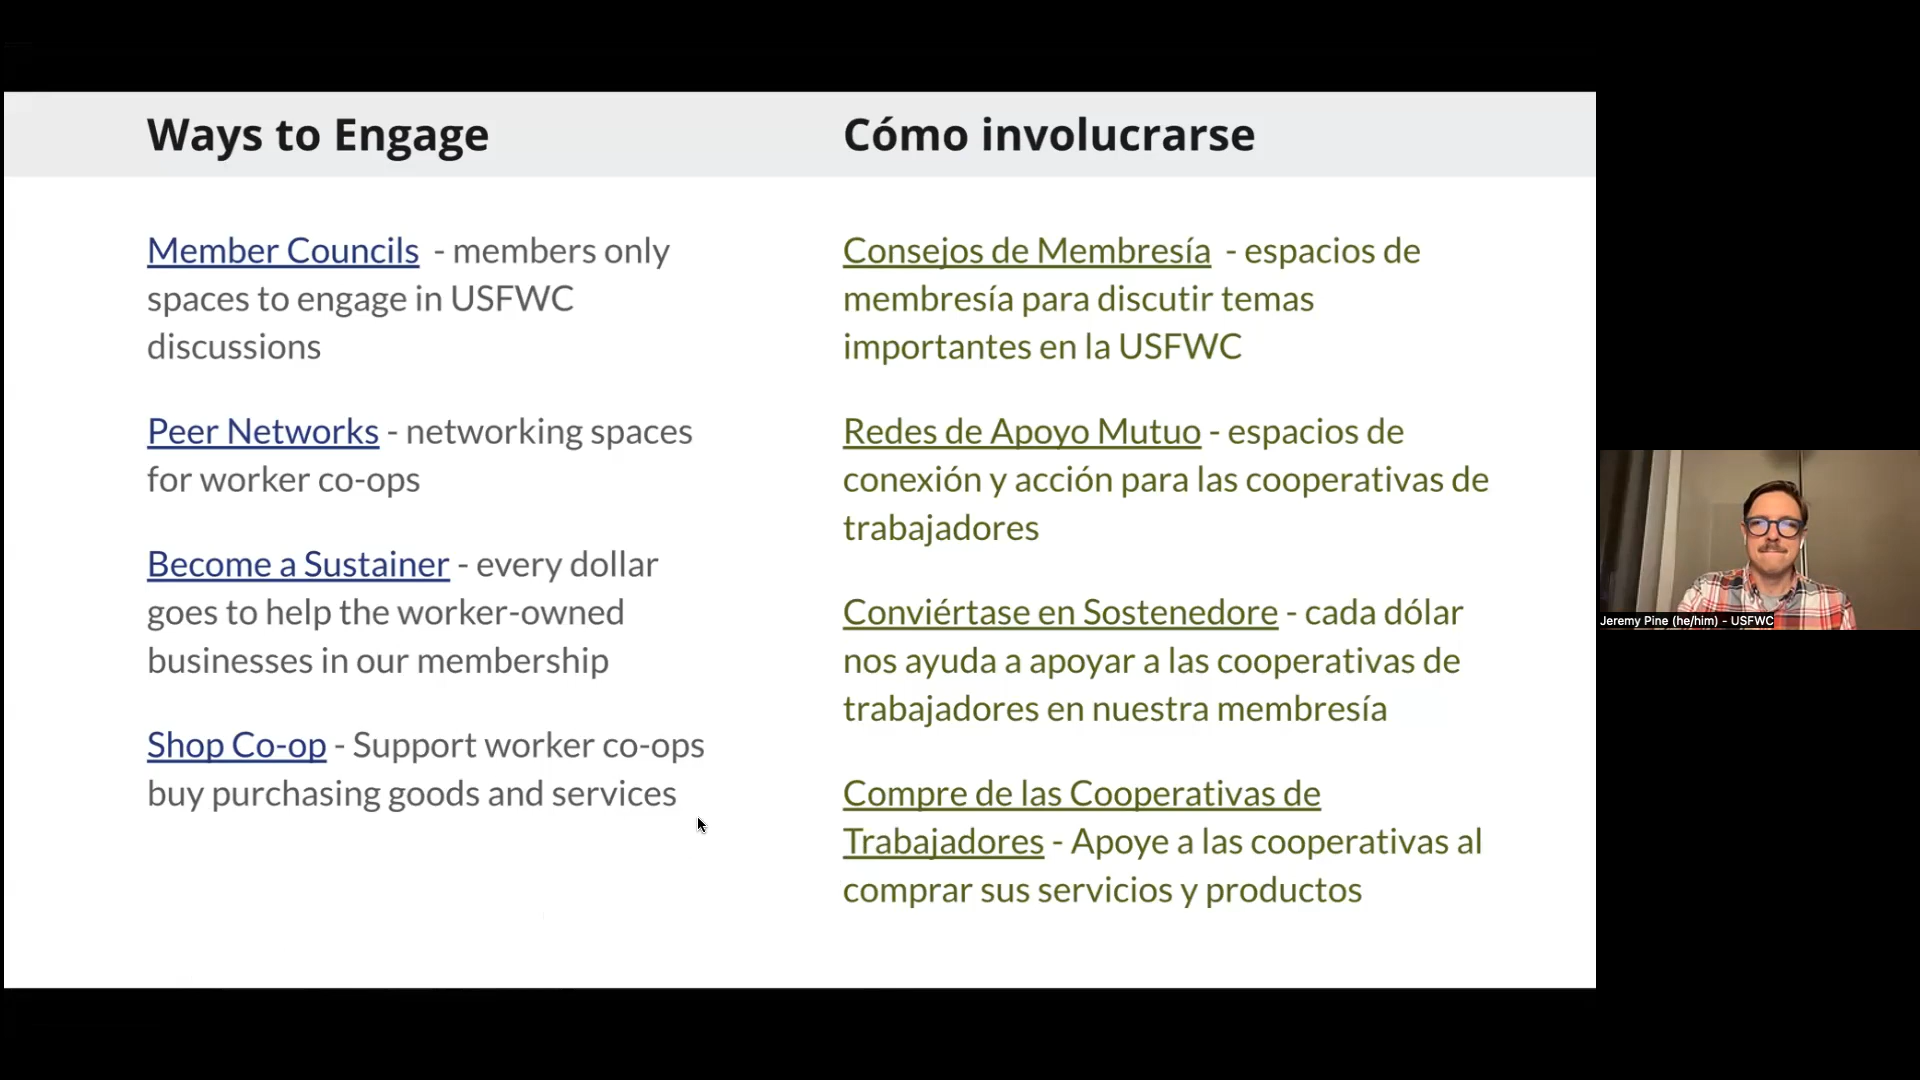 Ways to Engage
Member Councils - members only
spaces to engage in USFWC
discussions
Peer Networks - networking spaces
for worker co-ops
Become a Sustainer - every dollar
goes to help the worker-owned
businesses in our membership
Shop Co-op - Support worker co-ops
buy purchasing goods and services
Cómo involucrarse
Consejos de Membresía - espacios de
membresía para discutir temas
importantes en la USFWC
Redes de Apoyo Mutuo - espacios de
conexión y acción para las cooperativas de
trabajadores
Conviértase en Sostenedore - cada dólar
nos ayuda a apoyar a las cooperativas de
trabajadores en nuestra membresía
Compre de las Cooperativas de
Trabajadores - Apoye a las cooperativas al
comprar sus servicios y productos
Jeremy Pine (he/him) - USFWC